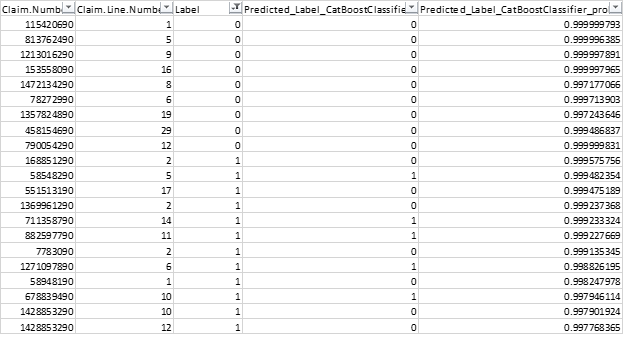 Claim.Numbe Claim.Line.Numbe Label Predicted_Label_CatBoostClassifie Predicted_Label_CatBoostClassifier_pro
115420690 1 0 0 0.999999793
813762490 5 0 0 0.999996385
1213016290 9 0 0 0.999997891
153558090 16 0 0 0.999997965
1472134290 8 0 0 0.997177066
78272990 6 0 0 0.999713903
1357824890 19 0 0 0.997243646
458154690 29 0 0 0.999486837
790054290 12 0 0 0.999999831
168851290 2 1 0 0.999575756
58548290 5 1 1 0.999482354
551513190 17 1 0 0.999475189
1369961290 2 1 0 0.999237368
711358790 14 1 1 0.999233324
882597790 11 1 1 0.999227669
7783090 2 1 0 0.999135345
1271097890 6 1 1 0.998826195
58948190 1 1 0 0.998247978
678839490 10 1 1 0.997946114
1428853290 10 1 0 0.997901924
1428853290 12 1 0 0.997768365